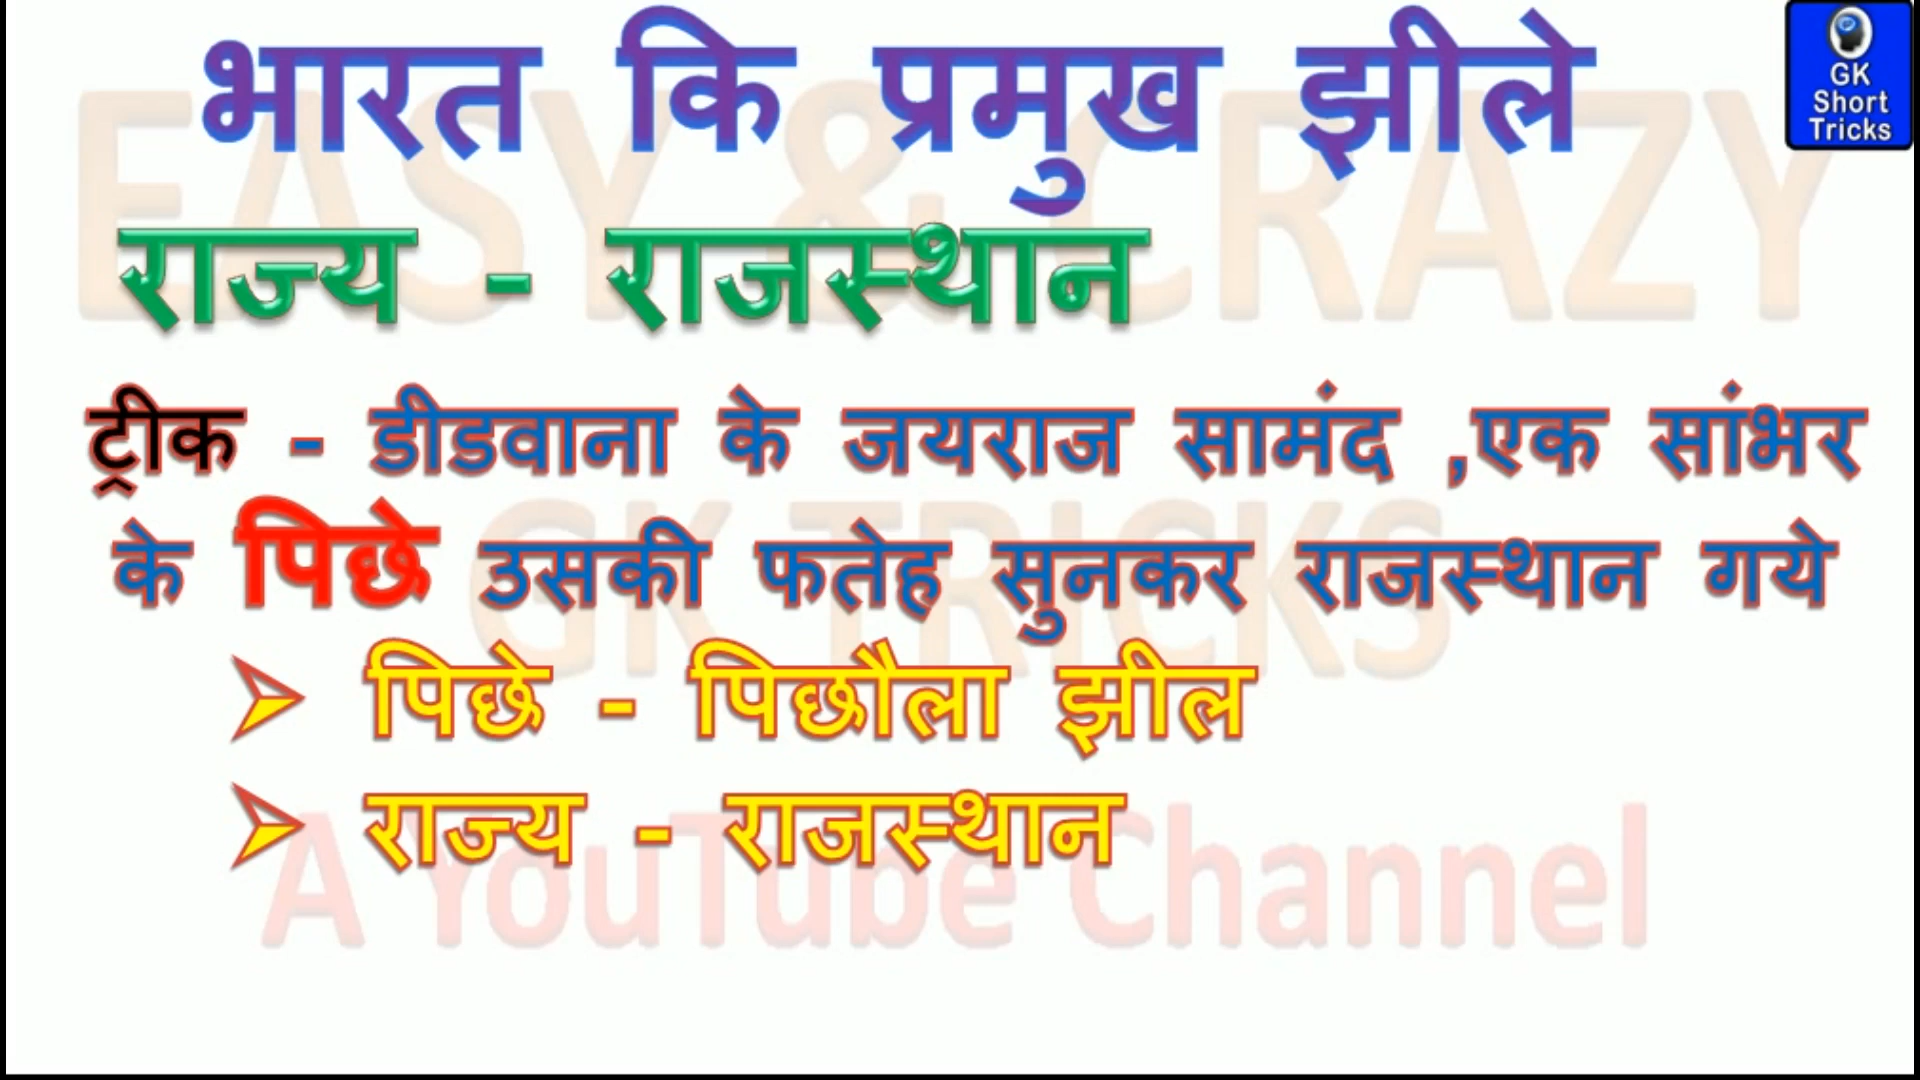 भारत कि प्रमुख झीले
GK
Short
Tricks
राज्य - राजस्थान
ट्रीक - डीडवाना के जयराज सामंद ,एक सांभर
के पिछे उसकी फतेह सुनकर राजस्थान गये
➢ पिछे - पिछौला झील
➢ राज्य - राजस्थान
EASY & CRAZY
GK TRICKS
A YouTube Channel